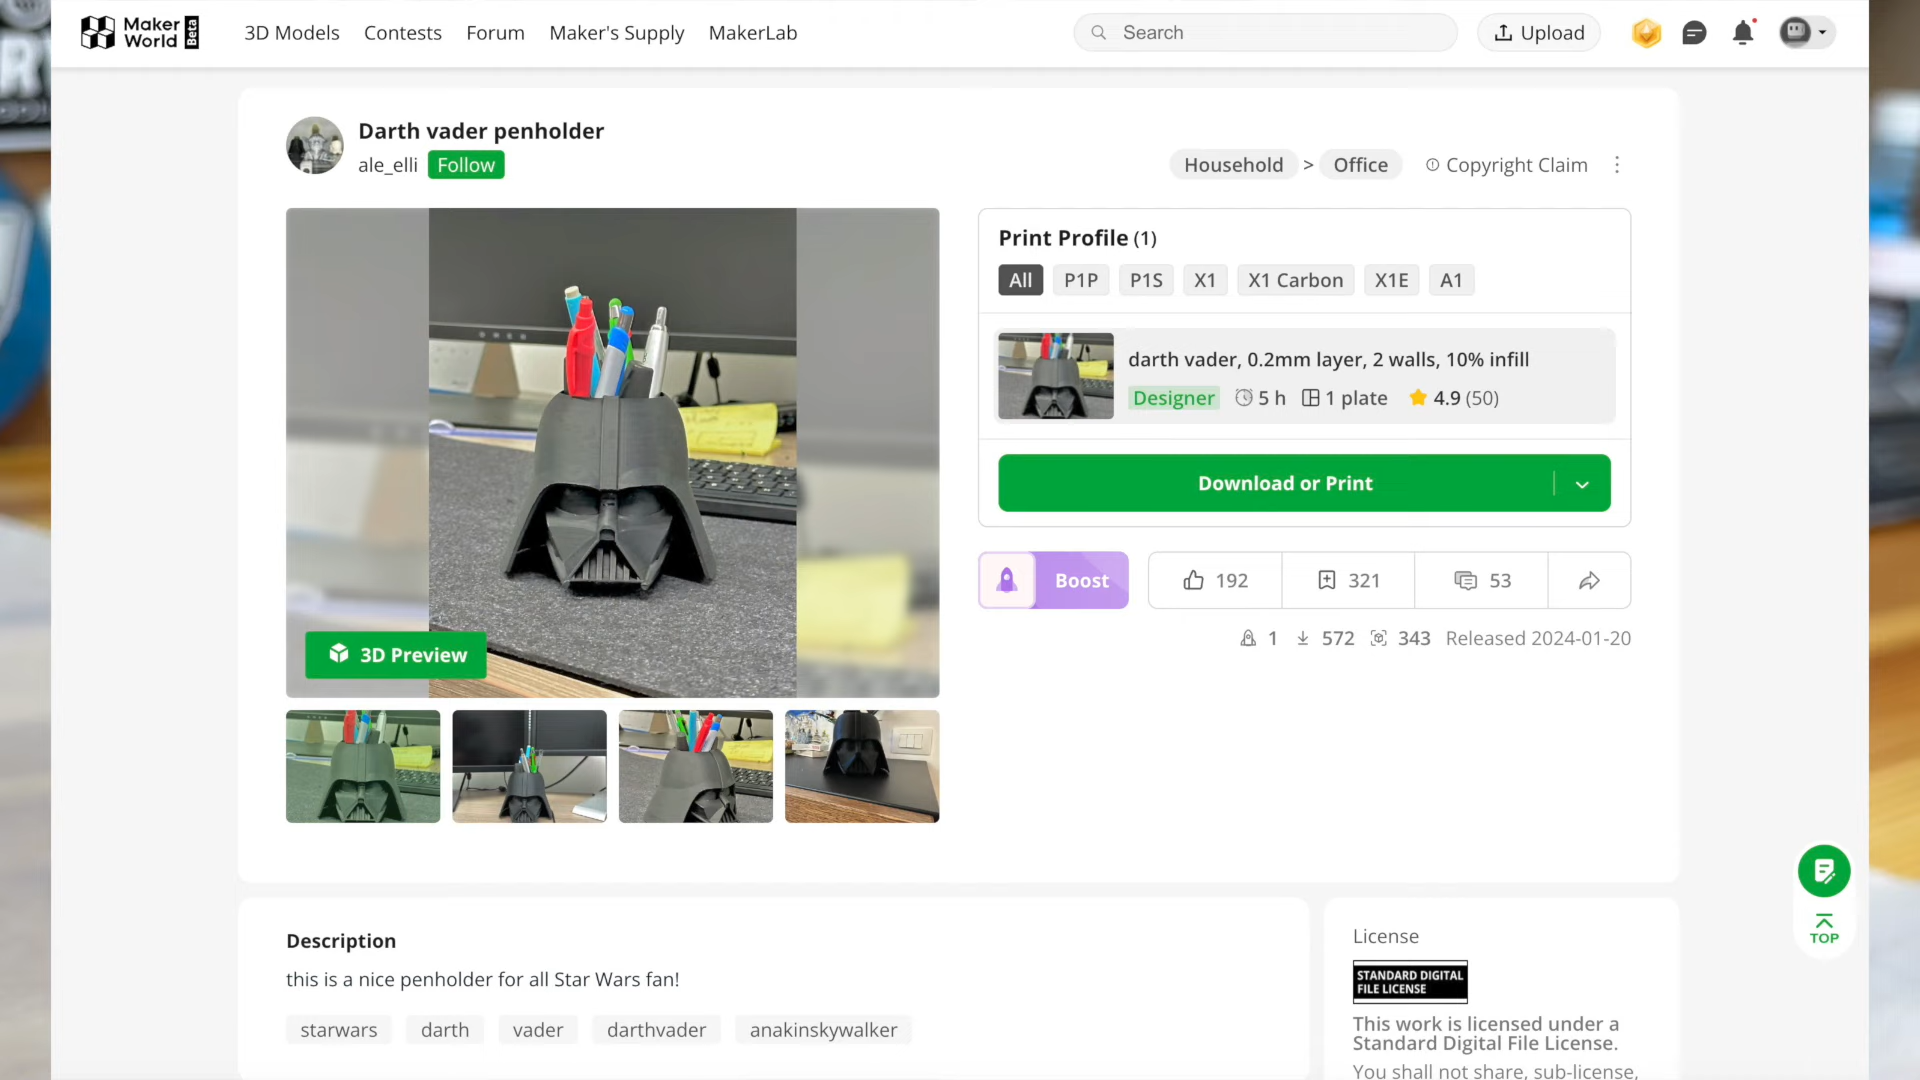 Maker World Beta
3D Models Contests Forum Maker's Supply MakerLab
Search
Upload
Darth vader penholder
ale_elli Follow
Household > Office
Copyright Claim
3D Preview
Print Profile (1)
All P1P P1S X1 X1 Carbon X1E A1
darth vader, 0.2mm layer, 2 walls, 10% infill
Designer 5 h 1 plate 4.9 (50)
Download or Print
Boost 192 321 53
1 572 343 Released 2024-01-20
Description
this is a nice penholder for all Star Wars fan!
starwars darth vader darthvader anakinskywalker
License
STANDARD DIGITAL
FILE LICENSE
This work is licensed under a
Standard Digital File License.
You shall not share, sub-license,
TOP